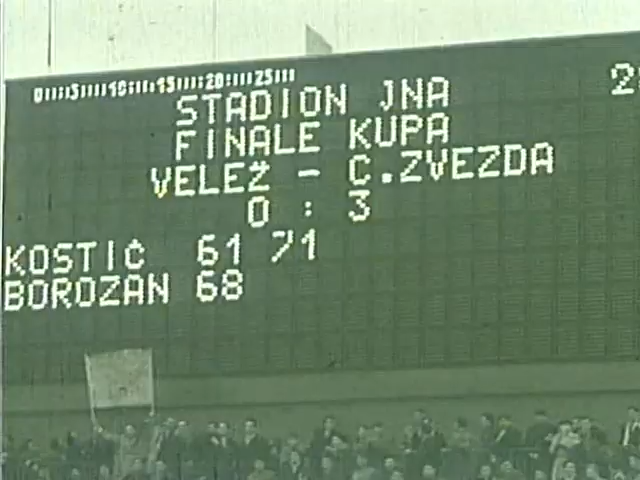 0 5 10 15 20 25
2
STADION JNA
FINALE KUPA
VELEŽ - C.ZVEZDA
0 : 3
KOSTIĆ 61 71
BOROZAN 68